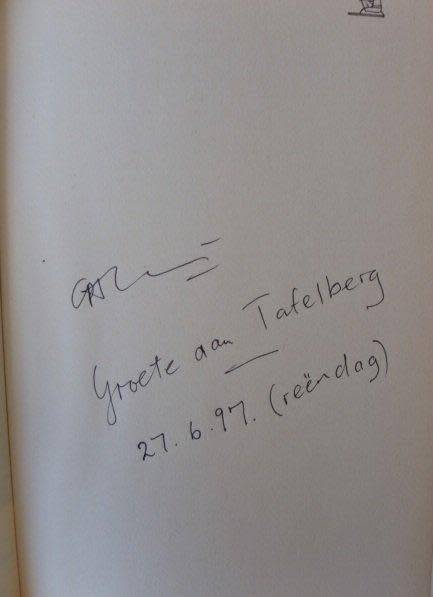 Groete aan Tafelberg
27.6.97. (reëndag)